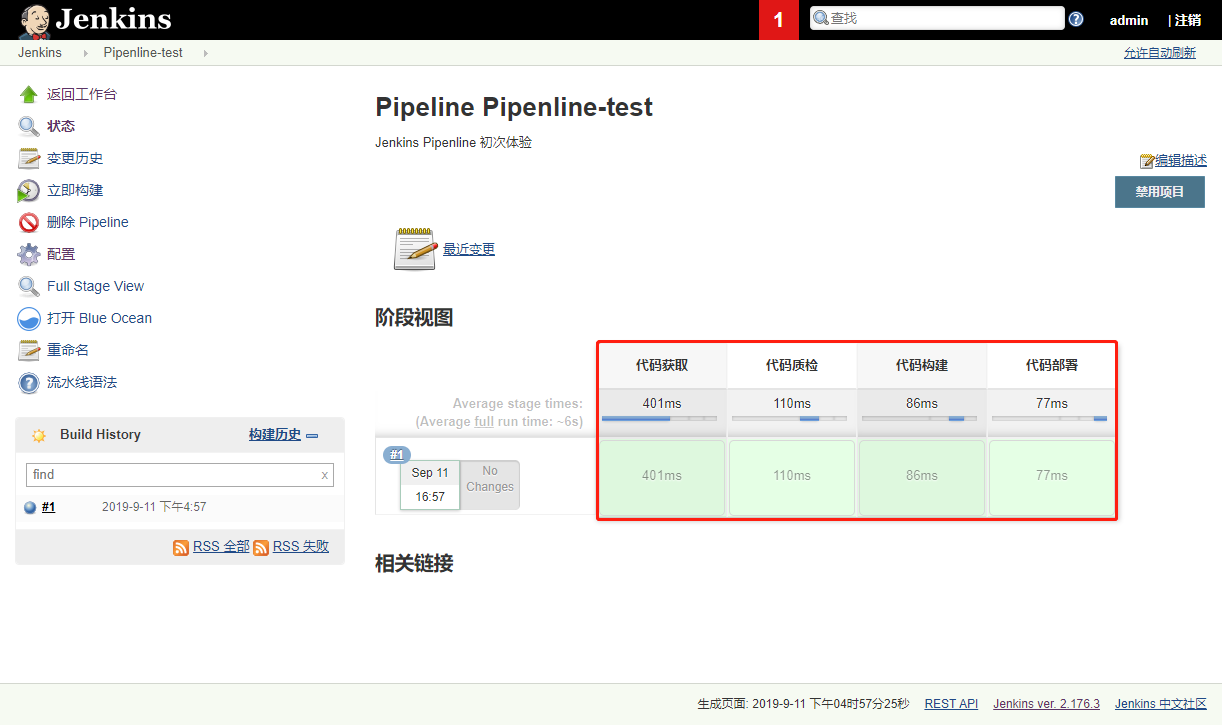 Jenkins
1
查找
admin
| 注销
Jenkins
Pipenline-test
允许自动刷新
返回工作台
状态
变更历史
立即构建
删除 Pipeline
配置
Full Stage View
打开 Blue Ocean
重命名
流水线语法
Build History
构建历史
find
x
#1
2019-9-11 下午4:57
RSS 全部
RSS 失败
Pipeline Pipenline-test
Jenkins Pipenline 初次体验
编辑描述
禁用项目
最近变更
阶段视图
代码获取 代码质检 代码构建 代码部署
Average stage times:
(Average full run time: ~6s)
401ms 110ms 86ms 77ms
#1
Sep 11
16:57
No
Changes
401ms 110ms 86ms 77ms
相关链接
生成页面: 2019-9-11 下午04时57分25秒 REST API Jenkins ver. 2.176.3 Jenkins 中文社区